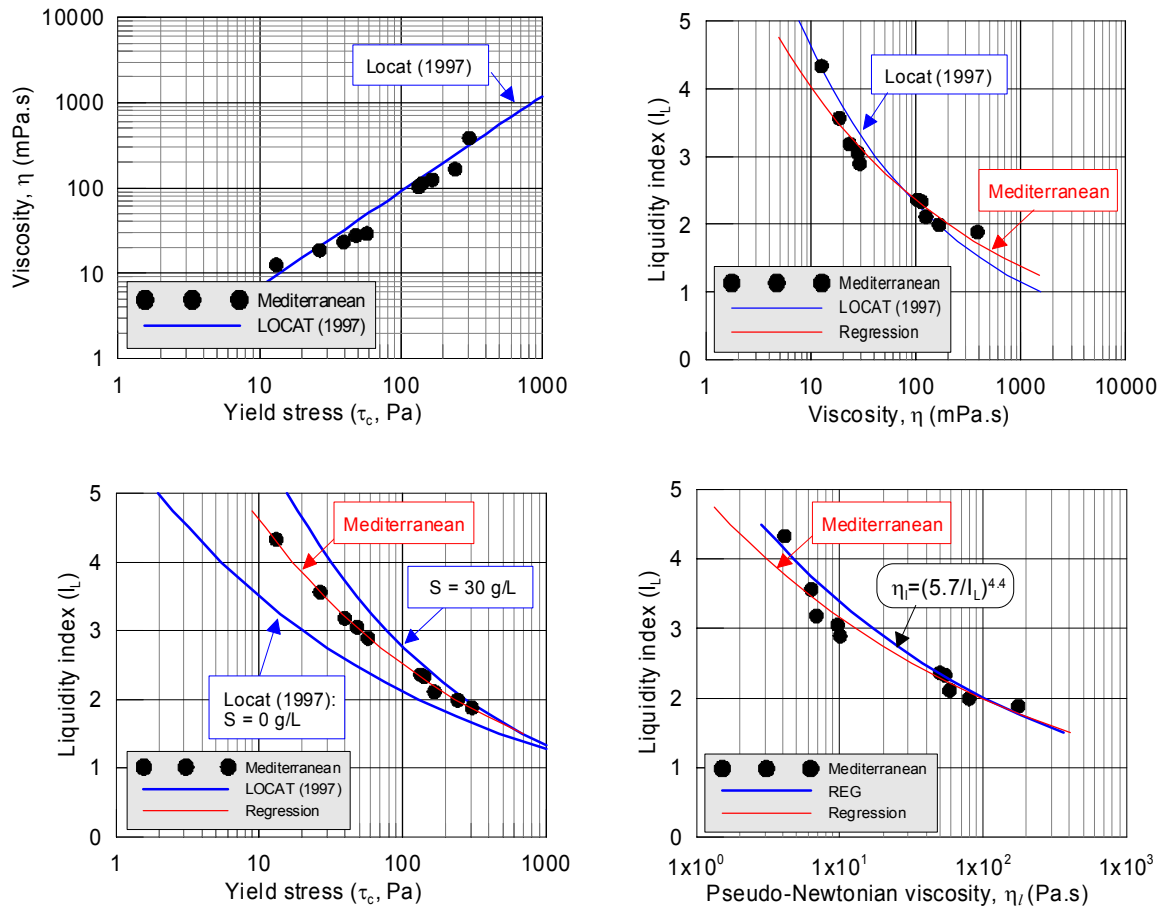 10000
1000
100
10
1
Viscosity, η (mPa.s)
Locat (1997)
Mediterranean
LOCAT (1997)
1
10
100
1000
Yield stress (τc, Pa)
5
4
3
2
1
0
Liquidity index (IL)
Locat (1997)
Mediterranean
Mediterranean
LOCAT (1997)
Regression
1
10
100
1000
10000
Viscosity, η (mPa.s)
5
4
3
2
1
0
Liquidity index (IL)
Mediterranean
S = 30 g/L
Locat (1997):
S = 0 g/L
Mediterranean
LOCAT (1997)
Regression
1
10
100
1000
Yield stress (τc, Pa)
5
4
3
2
1
0
Liquidity index (IL)
Mediterranean
ηl=(5.7/IL)^4.4
Mediterranean
REG
Regression
1x10^0
1x10^1
1x10^2
1x10^3
Pseudo-Newtonian viscosity, ηl (Pa.s)